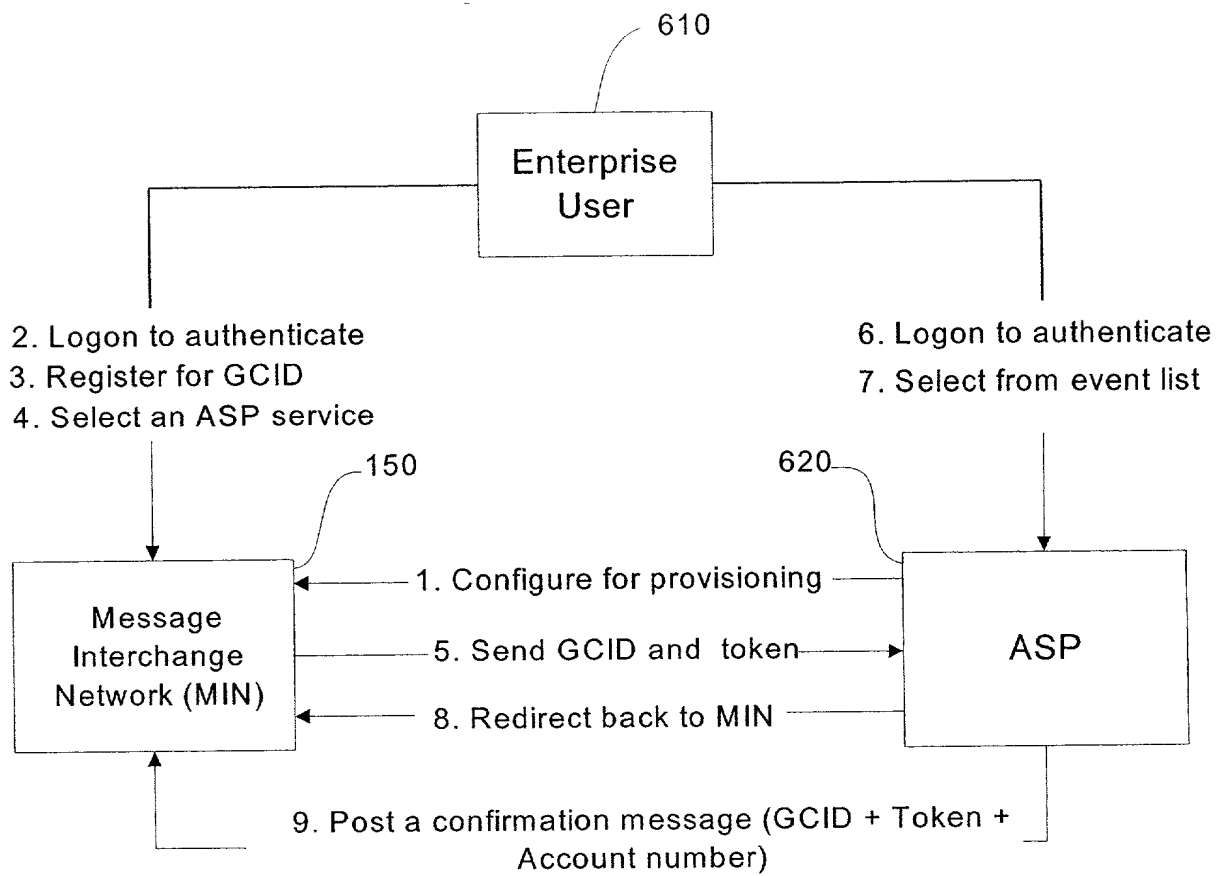 610
Enterprise
User
2. Logon to authenticate
3. Register for GCID
4. Select an ASP service
6. Logon to authenticate
7. Select from event list
150
620
Message
Interchange
Network (MIN)
1. Configure for provisioning
5. Send GCID and token
8. Redirect back to MIN
ASP
9. Post a confirmation message (GCID + Token +
Account number)